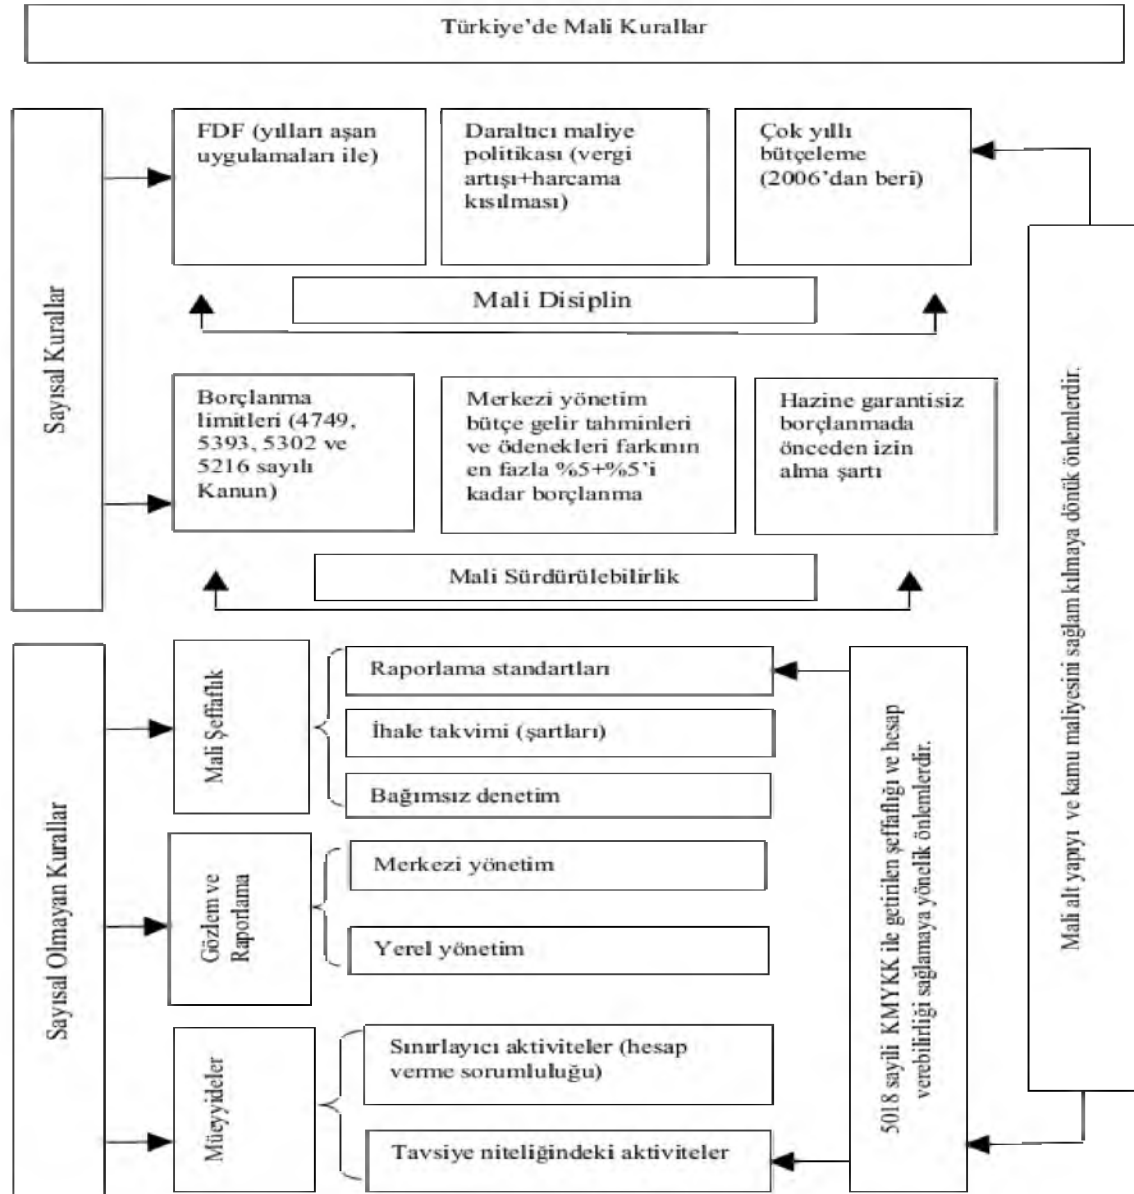 Türkiye'de Mali Kurallar
Sayısal Kurallar
FDF (yılları aşan
uygulamaları ile)
Daraltıcı maliye
politikası (vergi
artışı+harcama
kısılması)
Çok yıllı
bütçeleme
(2006'dan beri)
Mali Disiplin
Borçlanma
limitleri (4749,
5393, 5302 ve
5216 sayılı
Kanun)
Merkezi yönetim
bütçe gelir tahminleri
ve ödenekleri farkının
en fazla %5+%5'i
kadar borçlanma
Hazine garantisiz
borçlanmada
önceden izin
alma şartı
Mali Sürdürülebilirlik
Mali alt yapıyı ve kamu maliyesini sağlam kılmaya dönük önlemlerdir.
Sayısal Olmayan Kurallar
Mali Şeffaflık
Raporlama standartları
İhale takvimi (şartları)
Bağımsız denetim
Gözlem ve
Raporlama
Merkezi yönetim
Yerel yönetim
Müeyyideler
Sınırlayıcı aktiviteler (hesap
verme sorumluluğu)
Tavsiye niteliğindeki aktiviteler
5018 sayili KMYKK ile getirilen şeffaflığı ve hesap
verebilirliği sağlamaya yönelik önlemlerdir.